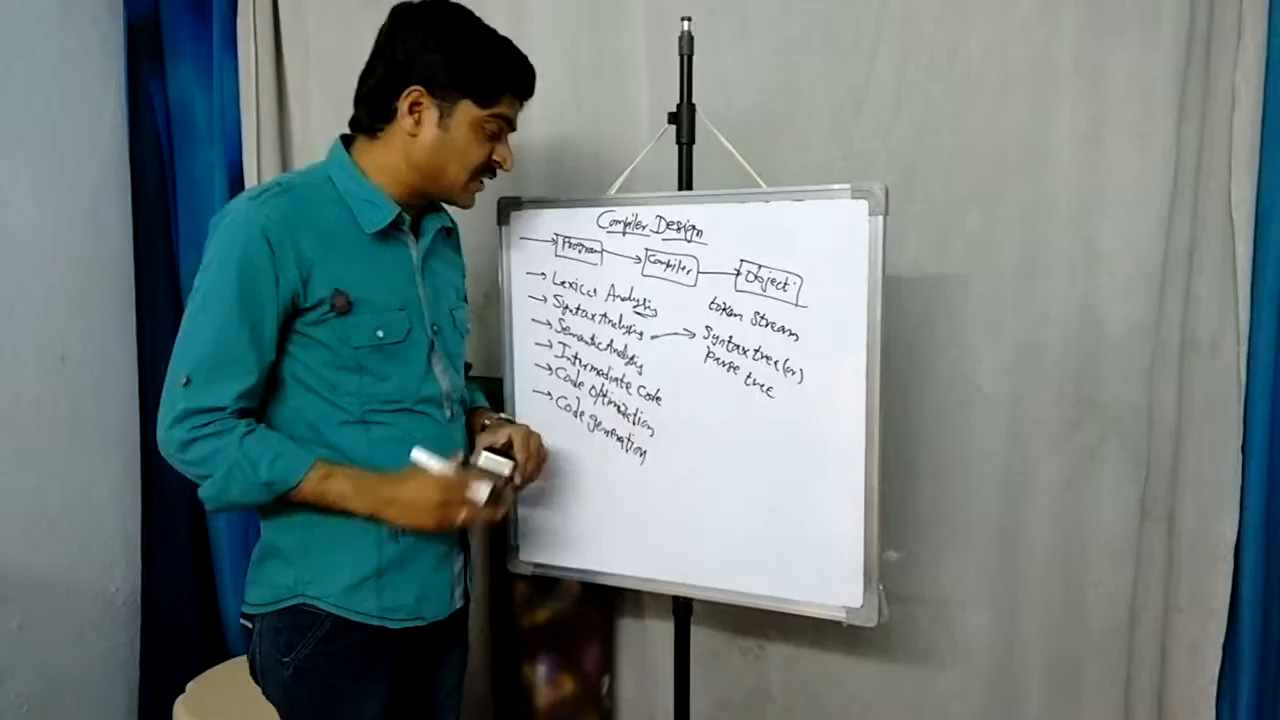 Compiler Design
→ Program → Compiler → Object
→ Lexical Analysis
token stream
→ Syntax Analysis → Syntax tree (or)
parse tree
→ Semantic Analysis
→ Intermediate Code
→ Code optimization
→ Code generation